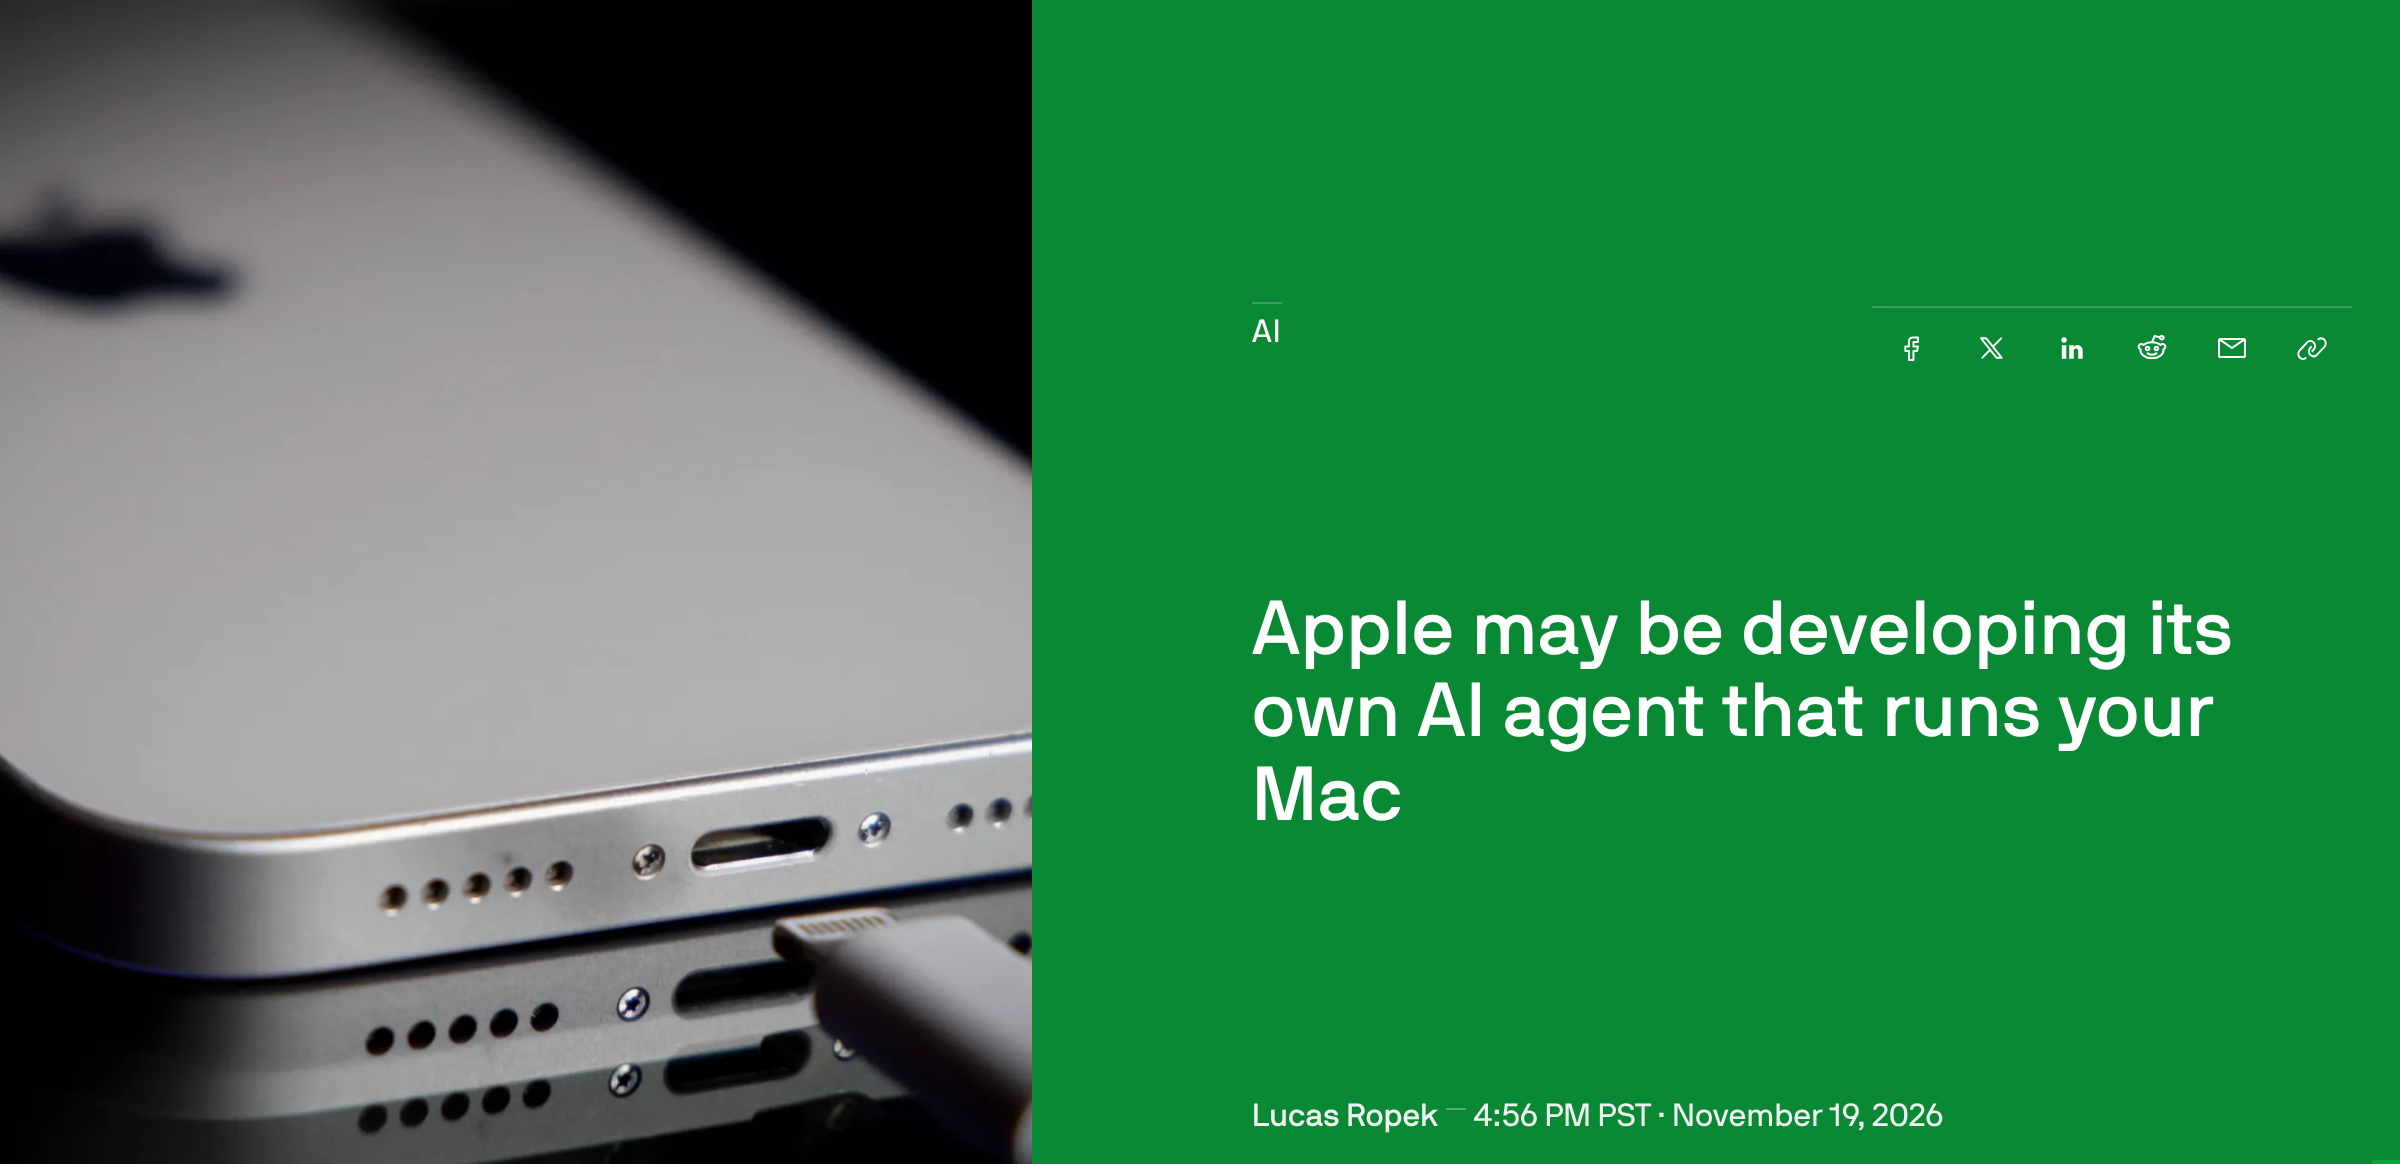 AI
Apple may be developing its
own AI agent that runs your
Mac
Lucas Ropek — 4:56 PM PST · November 19, 2026